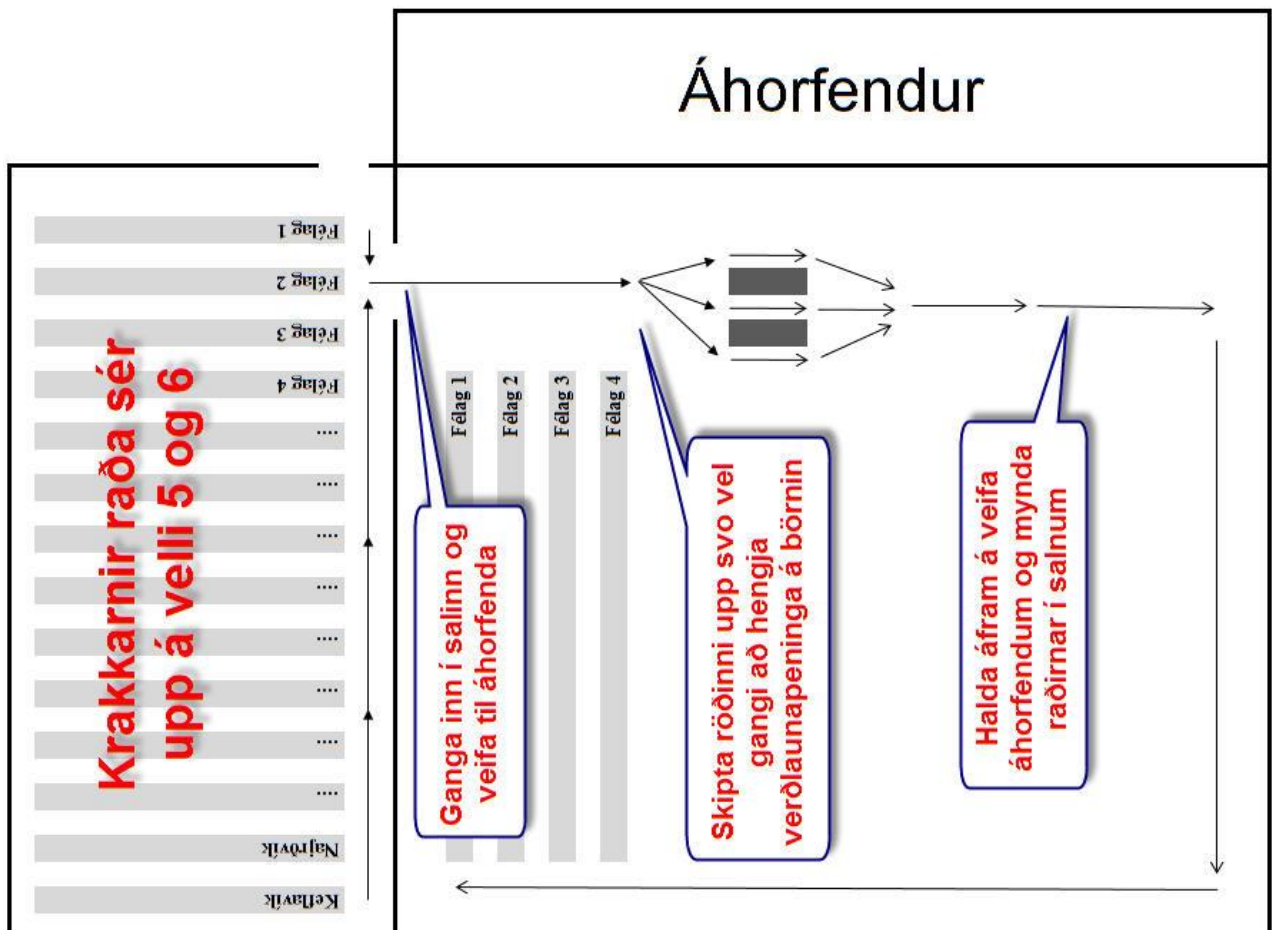 Áhorfendur
Félag 1
Félag 2
Félag 3
Félag 4
....
....
....
....
....
....
....
....
Najrövík
Keflavík
Krakkarnir raða sér
upp á velli 5 og 6
Félag 1
Félag 2
Félag 3
Félag 4
Ganga inn í salinn og
veifa til áhorfenda
Skipta röðinni upp svo vel
gangi að hengja
verðlaunapeninga á börnin
Halda áfram á veifa
áhorfendum og mynda
raðirnar í salnum